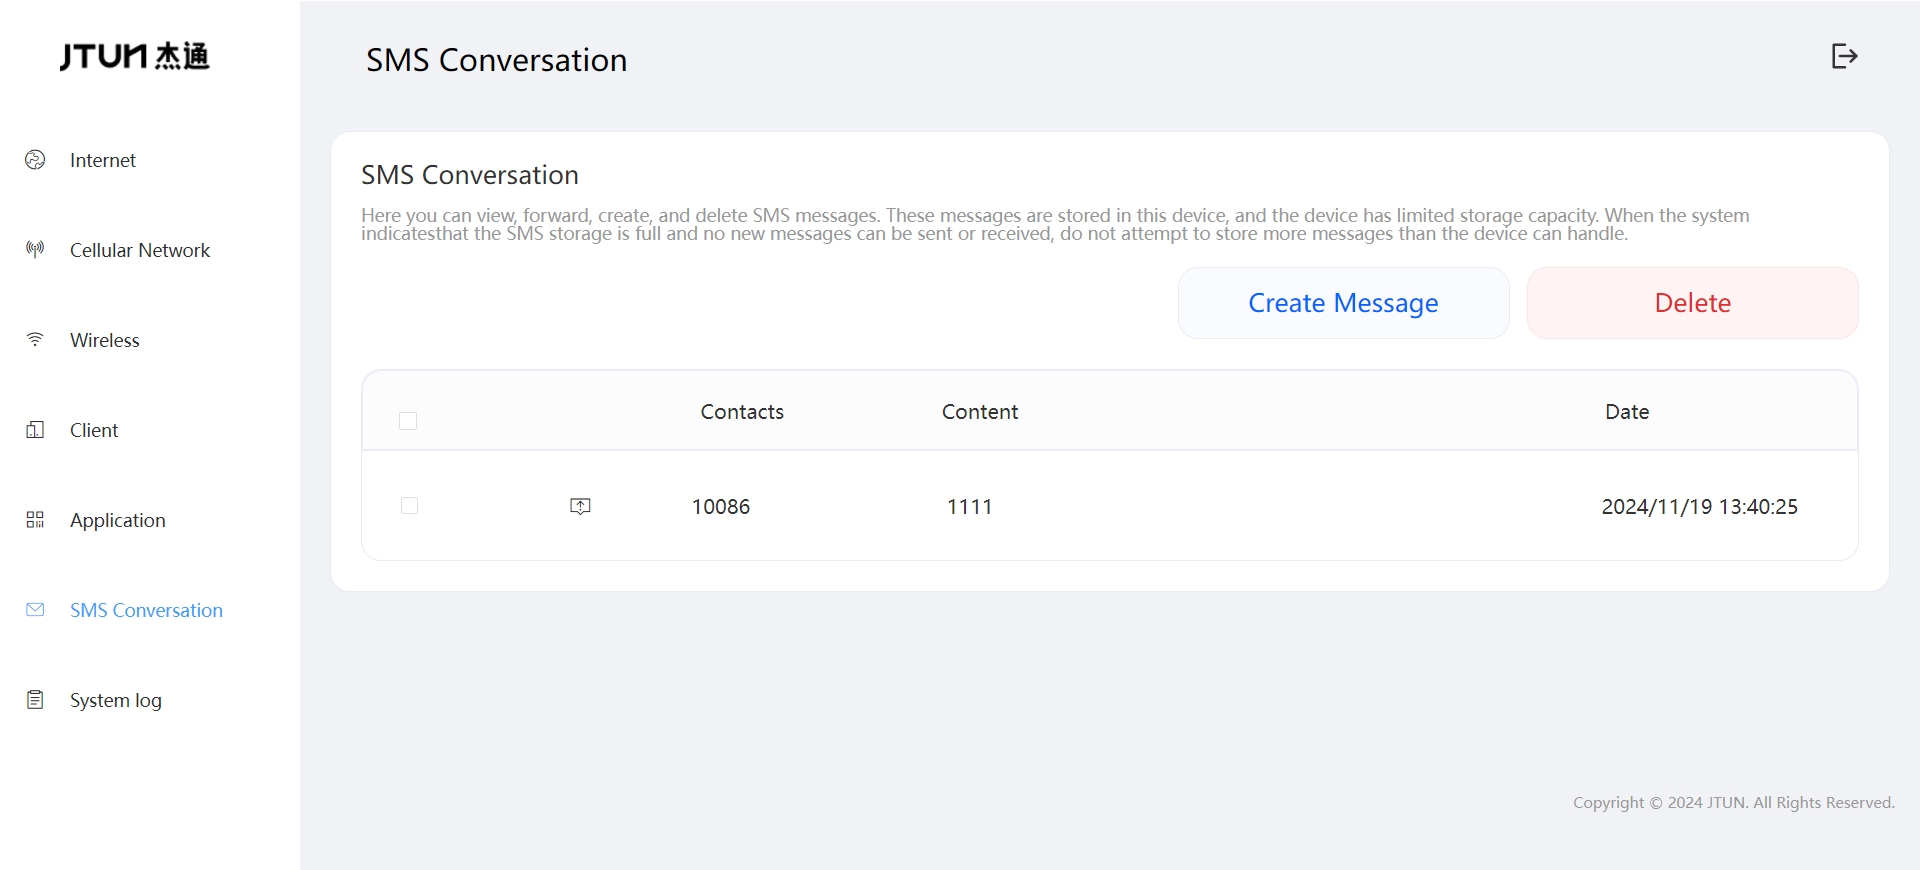 JTUN 杰通
SMS Conversation
Internet
Cellular Network
Wireless
Client
Application
SMS Conversation
System log
SMS Conversation
Here you can view, forward, create, and delete SMS messages. These messages are stored in this device, and the device has limited storage capacity. When the system
indicatesthat the SMS storage is full and no new messages can be sent or received, do not attempt to store more messages than the device can handle.
Create Message Delete
Contacts Content Date
10086 1111 2024/11/19 13:40:25
Copyright © 2024 JTUN. All Rights Reserved.